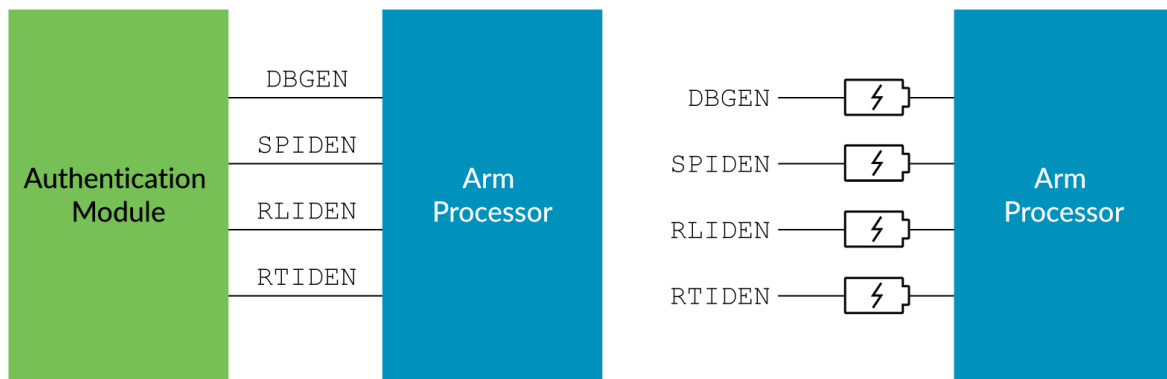 DBGEN
SPIDEN
Authentication
Module
RLIDEN
RTIDEN
Arm
Processor
DBGEN
SPIDEN
RLIDEN
RTIDEN
Arm
Processor